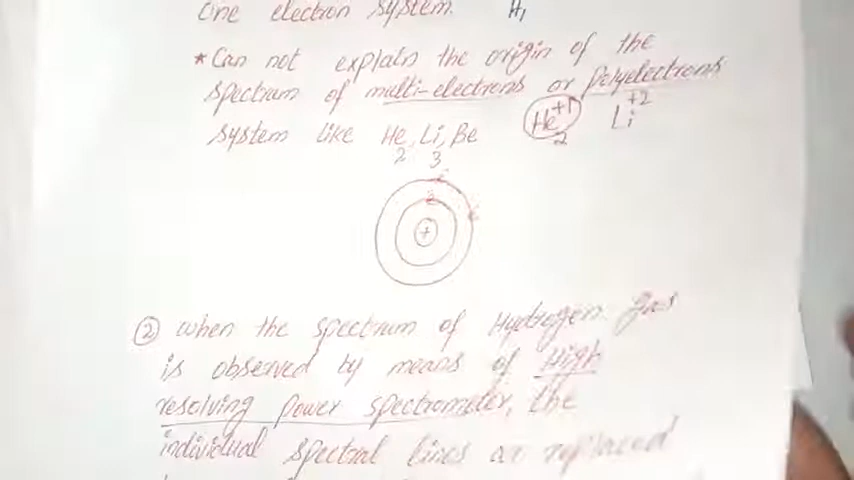 one electron system. H1
* Can not explain the origin of the
spectrum of multi-electrons or polyelectrons
system like He, Li, Be He+1 Li+2
2 3 2
+
② when the spectrum of Hydrogen gas
is observed by means of High
resolving power spectrometer, the
individual spectral lines are replaced